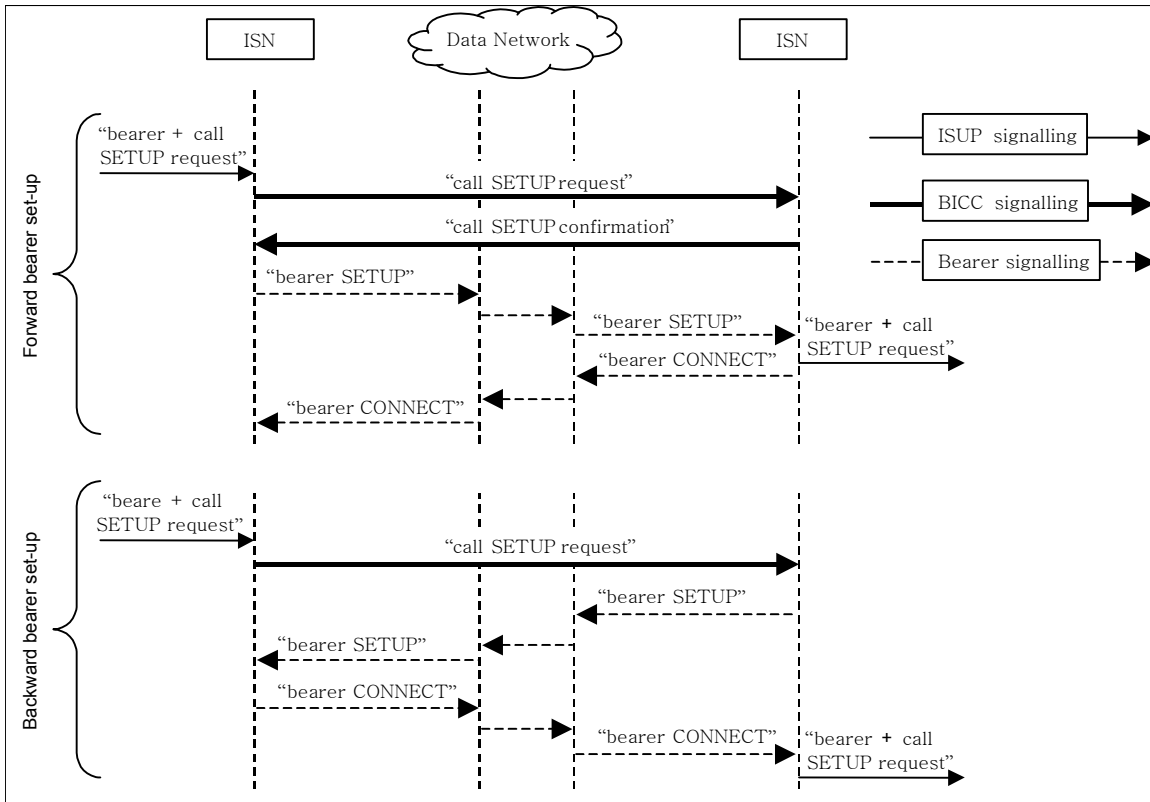 ISN
Data Network
ISN
“bearer + call
SETUP request”
“call SETUP request”
“call SETUP confirmation”
“bearer SETUP”
“bearer SETUP”
“bearer + call
SETUP request”
“bearer CONNECT”
“bearer CONNECT”
Forward bearer set-up
ISUP signalling
BICC signalling
Bearer signalling
“beare + call
SETUP request”
“call SETUP request”
“bearer SETUP”
“bearer SETUP”
“bearer CONNECT”
“bearer CONNECT”
“bearer + call
SETUP request”
Backward bearer set-up